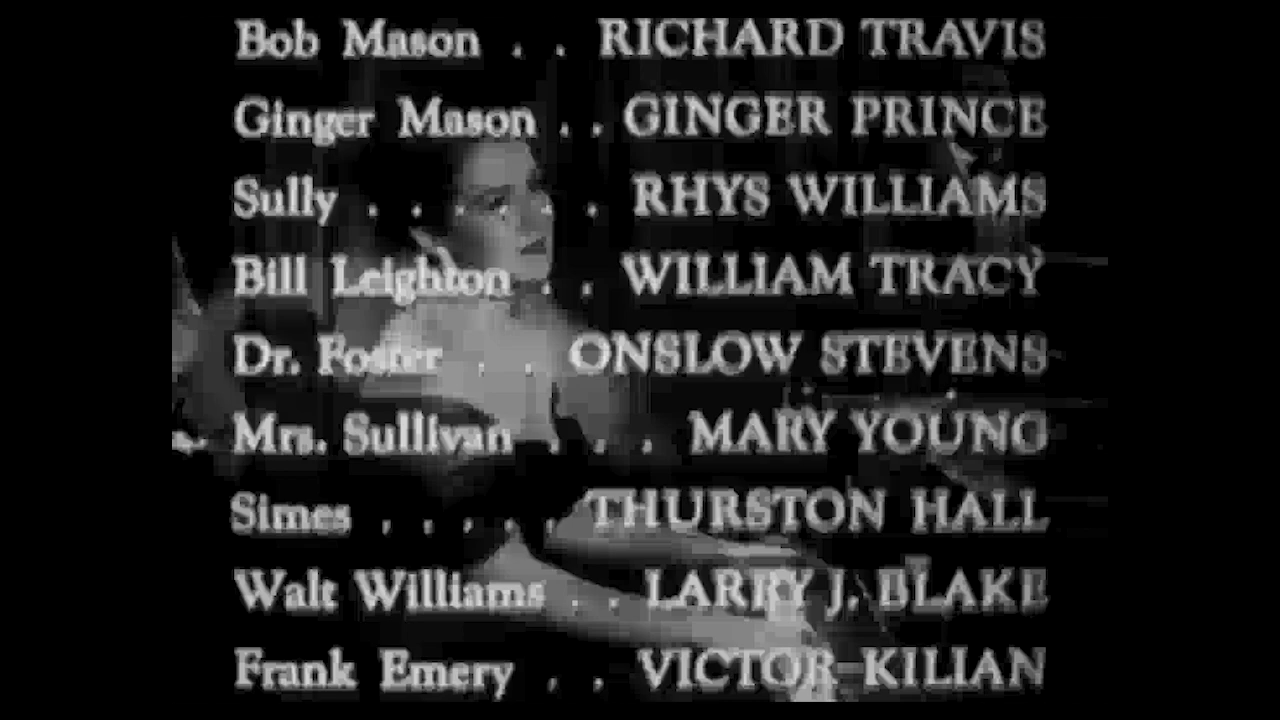 Bob Mason . . RICHARD TRAVIS
Ginger Mason . . GINGER PRINCE
Sully . . . . . . RHYS WILLIAMS
Bill Leighton . . WILLIAM TRACY
Dr. Foster . . ONSLOW STEVENS
Mrs. Sullivan . . . MARY YOUNG
Simes . . . . . THURSTON HALL
Walt Williams . . LARRY J. BLAKE
Frank Emery . . VICTOR KILIAN